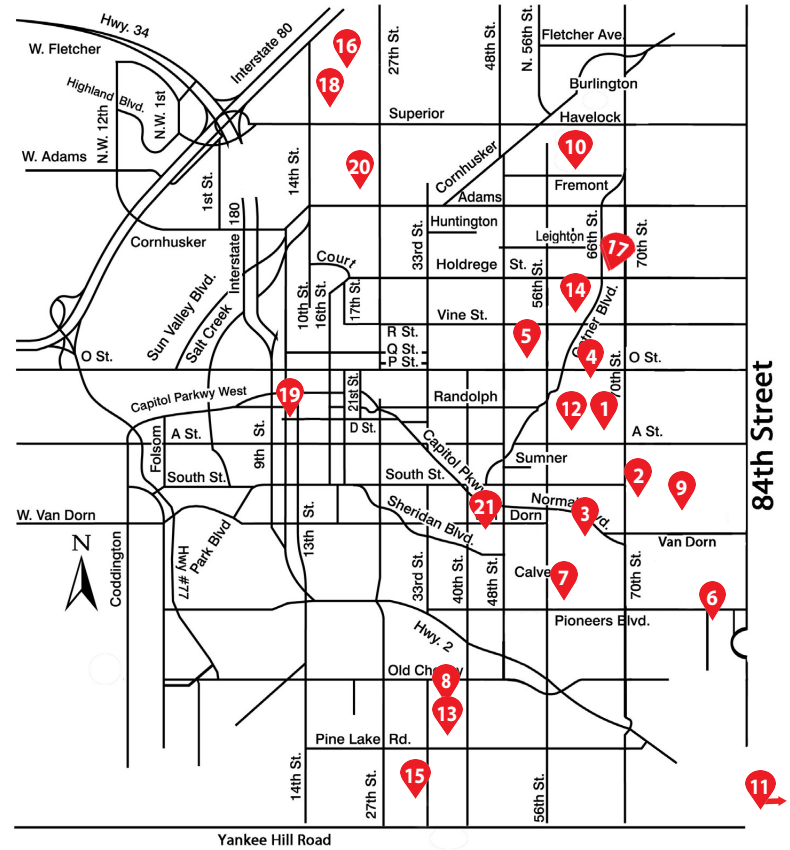 Hwy. 34
W. Fletcher
Interstate 80
16
27th St.
48th St.
N. 56th St.
Fletcher Ave.
Highland Blvd.
N.W. 12th
N.W. 1st
18
Burlington
Superior
Havelock
W. Adams
1st St.
14th St.
20
Cornhusker
10
Fremont
Adams
Interstate 180
Huntington
33rd St.
Leighton
66th St.
17
70th St.
Cornhusker
Court
Holdrege
St.
56th St.
14
Sun Valley Blvd.
Salt Creek
10th St.
16th St.
17th St.
Vine St.
R St.
Q St.
P St.
5
Cotner Blvd.
4
O St.
O St.
70th St.
Capitol Parkway West
19
21st St.
Randolph
12
1
84th Street
Folsom
A St.
9th St.
D St.
Capitol Pkwy
A St.
Sumner
South St.
South St.
2
9
W. Van Dorn
13th St.
Sheridan Blvd.
21
Normal Blvd.
Dorn
3
Van Dorn
N
Coddington
Hwy #77
Park Blvd
33rd St.
40th St.
48th St.
Calve
7
70th St.
6
Pioneers Blvd.
Hwy. 2
Old Cherry
8
13
Pine Lake Rd.
14th St.
27th St.
15
56th St.
11
Yankee Hill Road